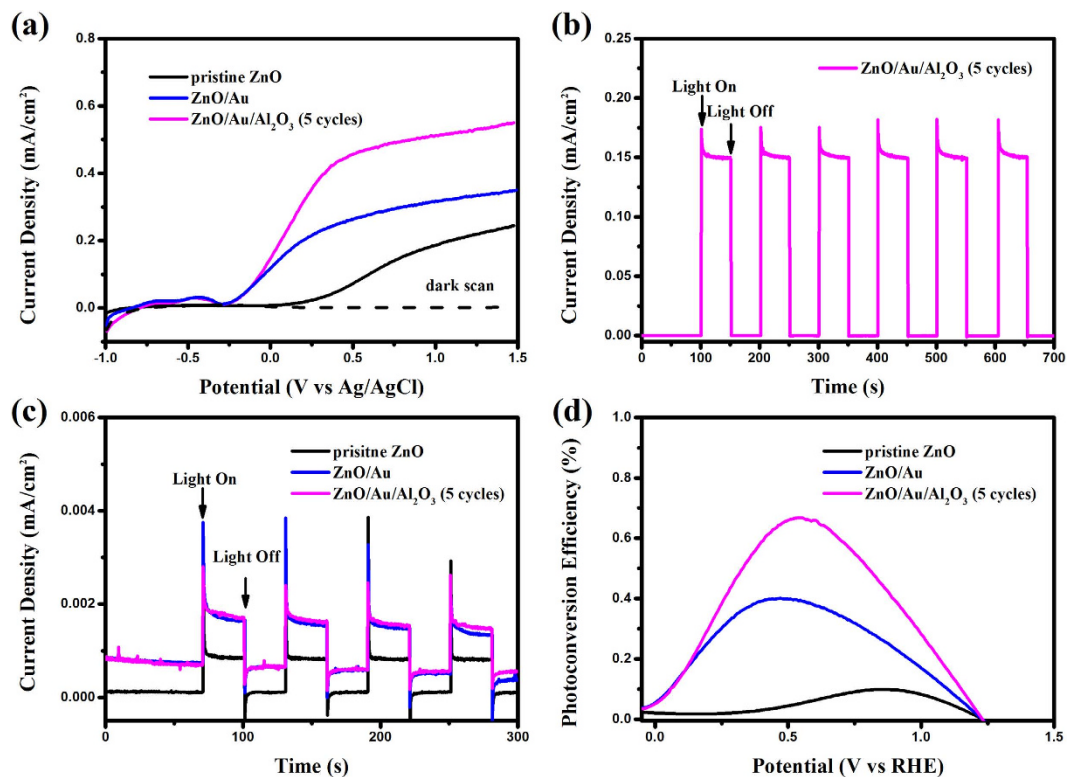 (a)
0.8
0.6
0.4
0.2
0.0
-1.0 -0.5 0.0 0.5 1.0 1.5
Current Density (mA/cm²)
Potential (V vs Ag/AgCl)
pristine ZnO
ZnO/Au
ZnO/Au/Al₂O₃ (5 cycles)
dark scan
(b)
0.25
0.20
0.15
0.10
0.05
0.00
0 100 200 300 400 500 600 700
Current Density (mA/cm²)
Time (s)
ZnO/Au/Al₂O₃ (5 cycles)
Light On
Light Off
(c)
0.006
0.004
0.002
0.000
0 100 200 300
Current Density (mA/cm²)
Time (s)
prisitne ZnO
ZnO/Au
ZnO/Au/Al₂O₃ (5 cycles)
Light On
Light Off
(d)
1.0
0.8
0.6
0.4
0.2
0.0
0.0 0.5 1.0 1.5
Photoconversion Efficiency (%)
Potential (V vs RHE)
pristine ZnO
ZnO/Au
ZnO/Au/Al₂O₃ (5 cycles)